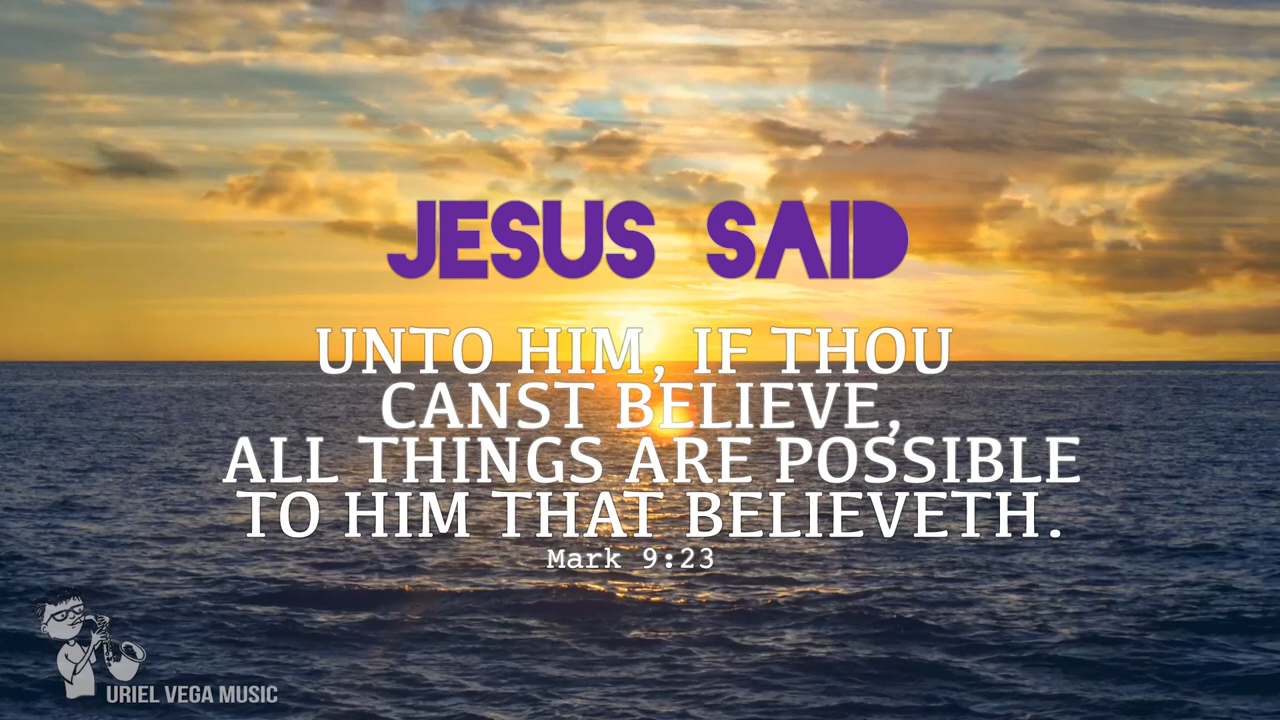 JESUS SAID
UNTO HIM, IF THOU
CANST BELIEVE,
ALL THINGS ARE POSSIBLE
TO HIM THAT BELIEVETH.
Mark 9:23
URIEL VEGA MUSIC